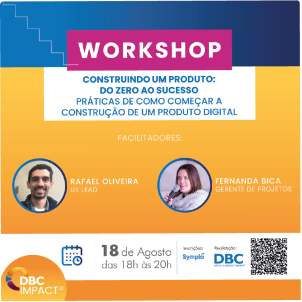 WORKSHOP
CONSTRUINDO UM PRODUTO:
DO ZERO AO SUCESSO
PRÁTICAS DE COMO COMEÇAR A
CONSTRUÇÃO DE UM PRODUTO DIGITAL
FACILITADORES:
RAFAEL OLIVEIRA
UX LEAD
FERNANDA BICA
GERENTE DE PROJETOS
18 de Agosto
das 18h às 20h
Inscrições:
Sympla
Realização:
DBC
DBC
IMPACT